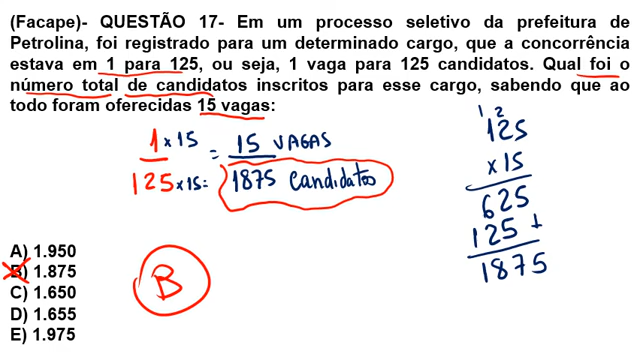 (Facape)- QUESTÃO 17- Em um processo seletivo da prefeitura de
Petrolina, foi registrado para um determinado cargo, que a concorrência
estava em 1 para 125, ou seja, 1 vaga para 125 candidatos. Qual foi o
número total de candidatos inscritos para esse cargo, sabendo que ao
todo foram oferecidas 15 vagas:
1 x 15 = 15 VAGAS
125 x 15 = 1875 candidatos
1 2
125
x 15
625
125 +
1875
A) 1.950
B) 1.875
C) 1.650
D) 1.655
E) 1.975
B